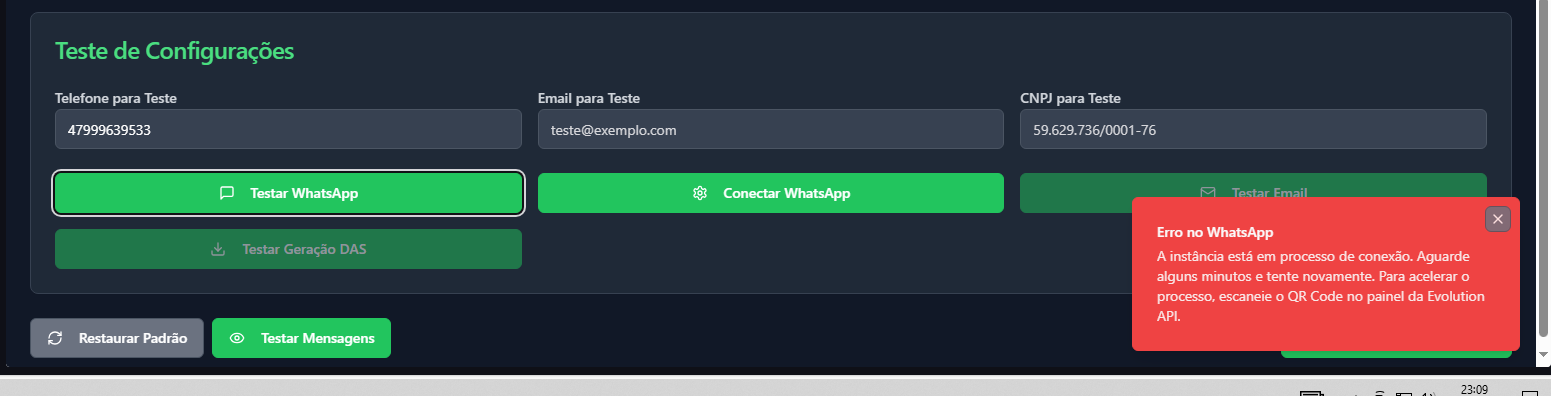 Teste de Configurações
Telefone para Teste
Email para Teste
CNPJ para Teste
47999639533
teste@exemplo.com
59.629.736/0001-76
Testar WhatsApp
Conectar WhatsApp
Testar Email
Testar Geração DAS
Erro no WhatsApp
A instância está em processo de conexão. Aguarde
alguns minutos e tente novamente. Para acelerar o
processo, escaneie o QR Code no painel da Evolution
API.
Restaurar Padrão
Testar Mensagens
23:09